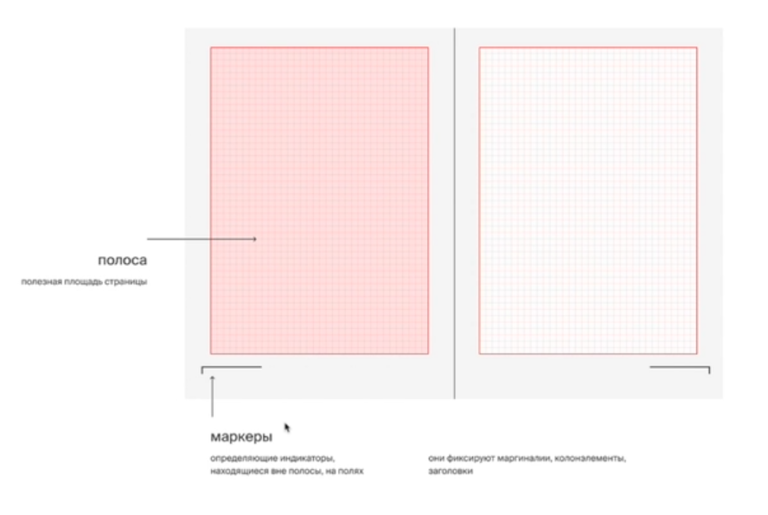 полоса
полезная площадь страницы
маркеры
определяющие индикаторы,
находящиеся вне полосы, на полях
они фиксируют маргиналии, колонэлементы,
заголовки